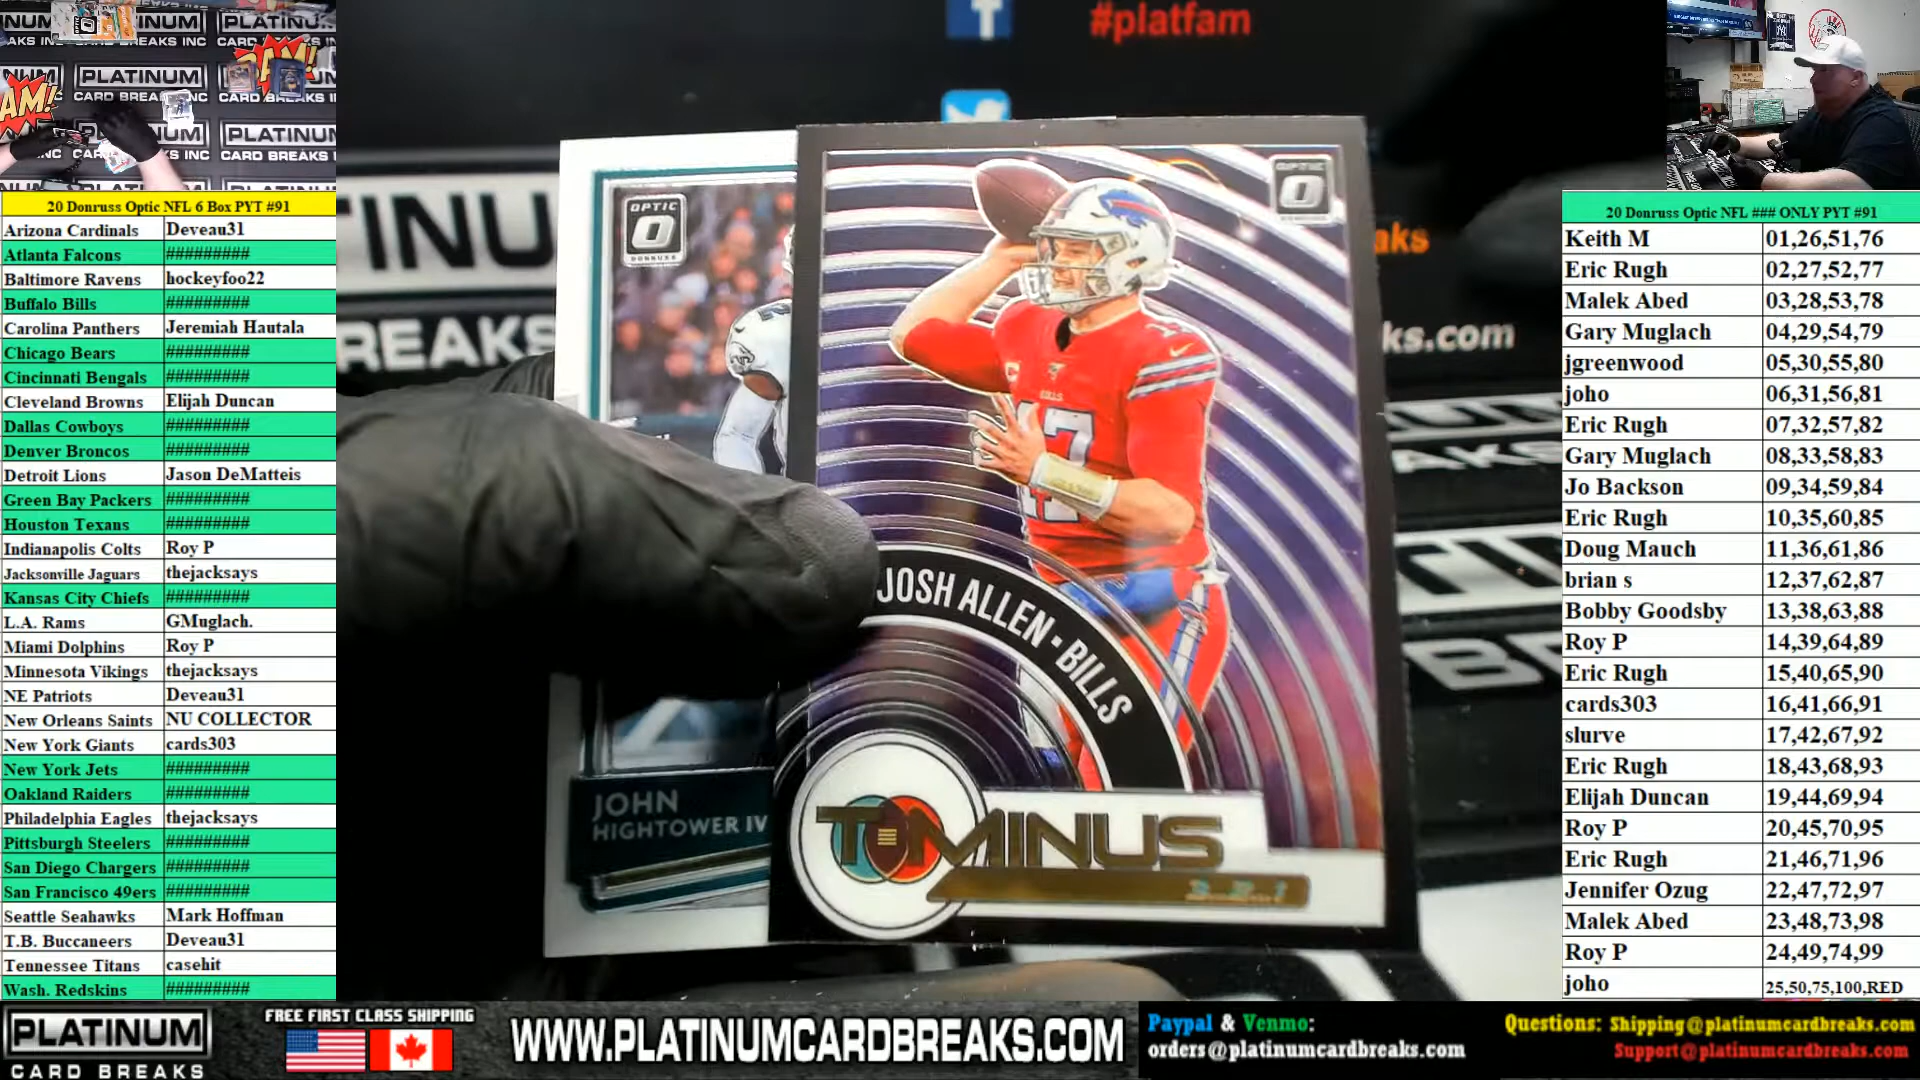 20 Donruss Optic NFL 6 Box PYT #91
Arizona Cardinals Deveau31
Atlanta Falcons #########
Baltimore Ravens hockeyfoo22
Buffalo Bills #########
Carolina Panthers Jeremiah Hautala
Chicago Bears #########
Cincinnati Bengals #########
Cleveland Browns Elijah Duncan
Dallas Cowboys #########
Denver Broncos #########
Detroit Lions Jason DeMatteis
Green Bay Packers #########
Houston Texans #########
Indianapolis Colts Roy P
Jacksonville Jaguars thejacksays
Kansas City Chiefs #########
L.A. Rams GMuglach.
Miami Dolphins Roy P
Minnesota Vikings thejacksays
NE Patriots Deveau31
New Orleans Saints NU COLLECTOR
New York Giants cards303
New York Jets #########
Oakland Raiders #########
Philadelphia Eagles thejacksays
Pittsburgh Steelers #########
San Diego Chargers #########
San Francisco 49ers #########
Seattle Seahawks Mark Hoffman
T.B. Buccaneers Deveau31
Tennessee Titans casehit
Wash. Redskins #########
PLATINUM
CARD BREAKS INC
#platfam
OPTIC
DONRUSS
OPTIC
17
BILLS
17
JOSH ALLEN · BILLS
JOHN
HIGHTOWER IV
T-MINUS
20 Donruss Optic NFL ### ONLY PYT #91
Keith M 01,26,51,76
Eric Rugh 02,27,52,77
Malek Abed 03,28,53,78
Gary Muglach 04,29,54,79
jgreenwood 05,30,55,80
joho 06,31,56,81
Eric Rugh 07,32,57,82
Gary Muglach 08,33,58,83
Jo Backson 09,34,59,84
Eric Rugh 10,35,60,85
Doug Mauch 11,36,61,86
brian s 12,37,62,87
Bobby Goodsby 13,38,63,88
Roy P 14,39,64,89
Eric Rugh 15,40,65,90
cards303 16,41,66,91
slurve 17,42,67,92
Eric Rugh 18,43,68,93
Elijah Duncan 19,44,69,94
Roy P 20,45,70,95
Eric Rugh 21,46,71,96
Jennifer Ozug 22,47,72,97
Malek Abed 23,48,73,98
Roy P 24,49,74,99
joho 25,50,75,100,RED
PLATINUM
CARD BREAKS
FREE FIRST CLASS SHIPPING
WWW.PLATINUMCARDBREAKS.COM
Paypal & Venmo:
orders@platinumcardbreaks.com
Questions: Shipping@platinumcardbreaks.com
Support@platinumcardbreaks.com